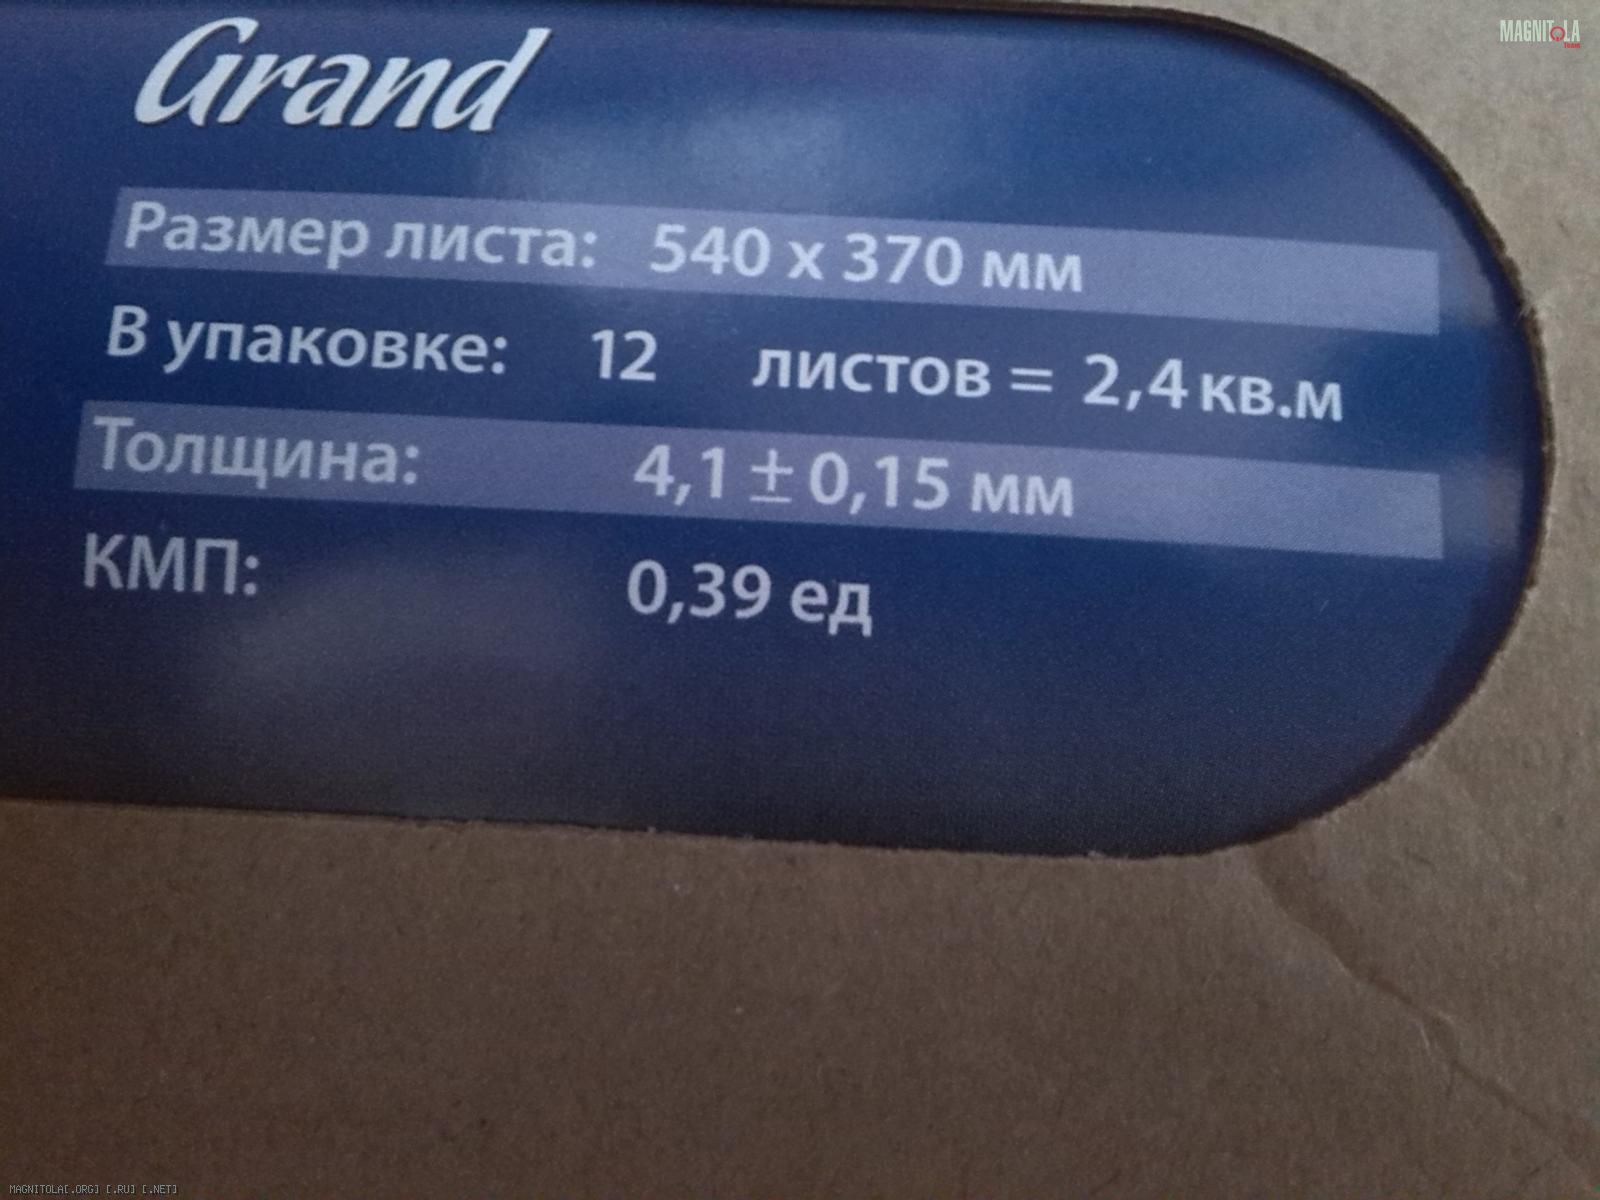 MAGNITOLA
Team
Grand
Размер листа: 540 x 370 мм
В упаковке: 12 листов = 2,4 кв.м
Толщина: 4,1 ± 0,15 мм
КМП: 0,39 ед
MAGNITOLA[.ORG] [.RU] [.NET]